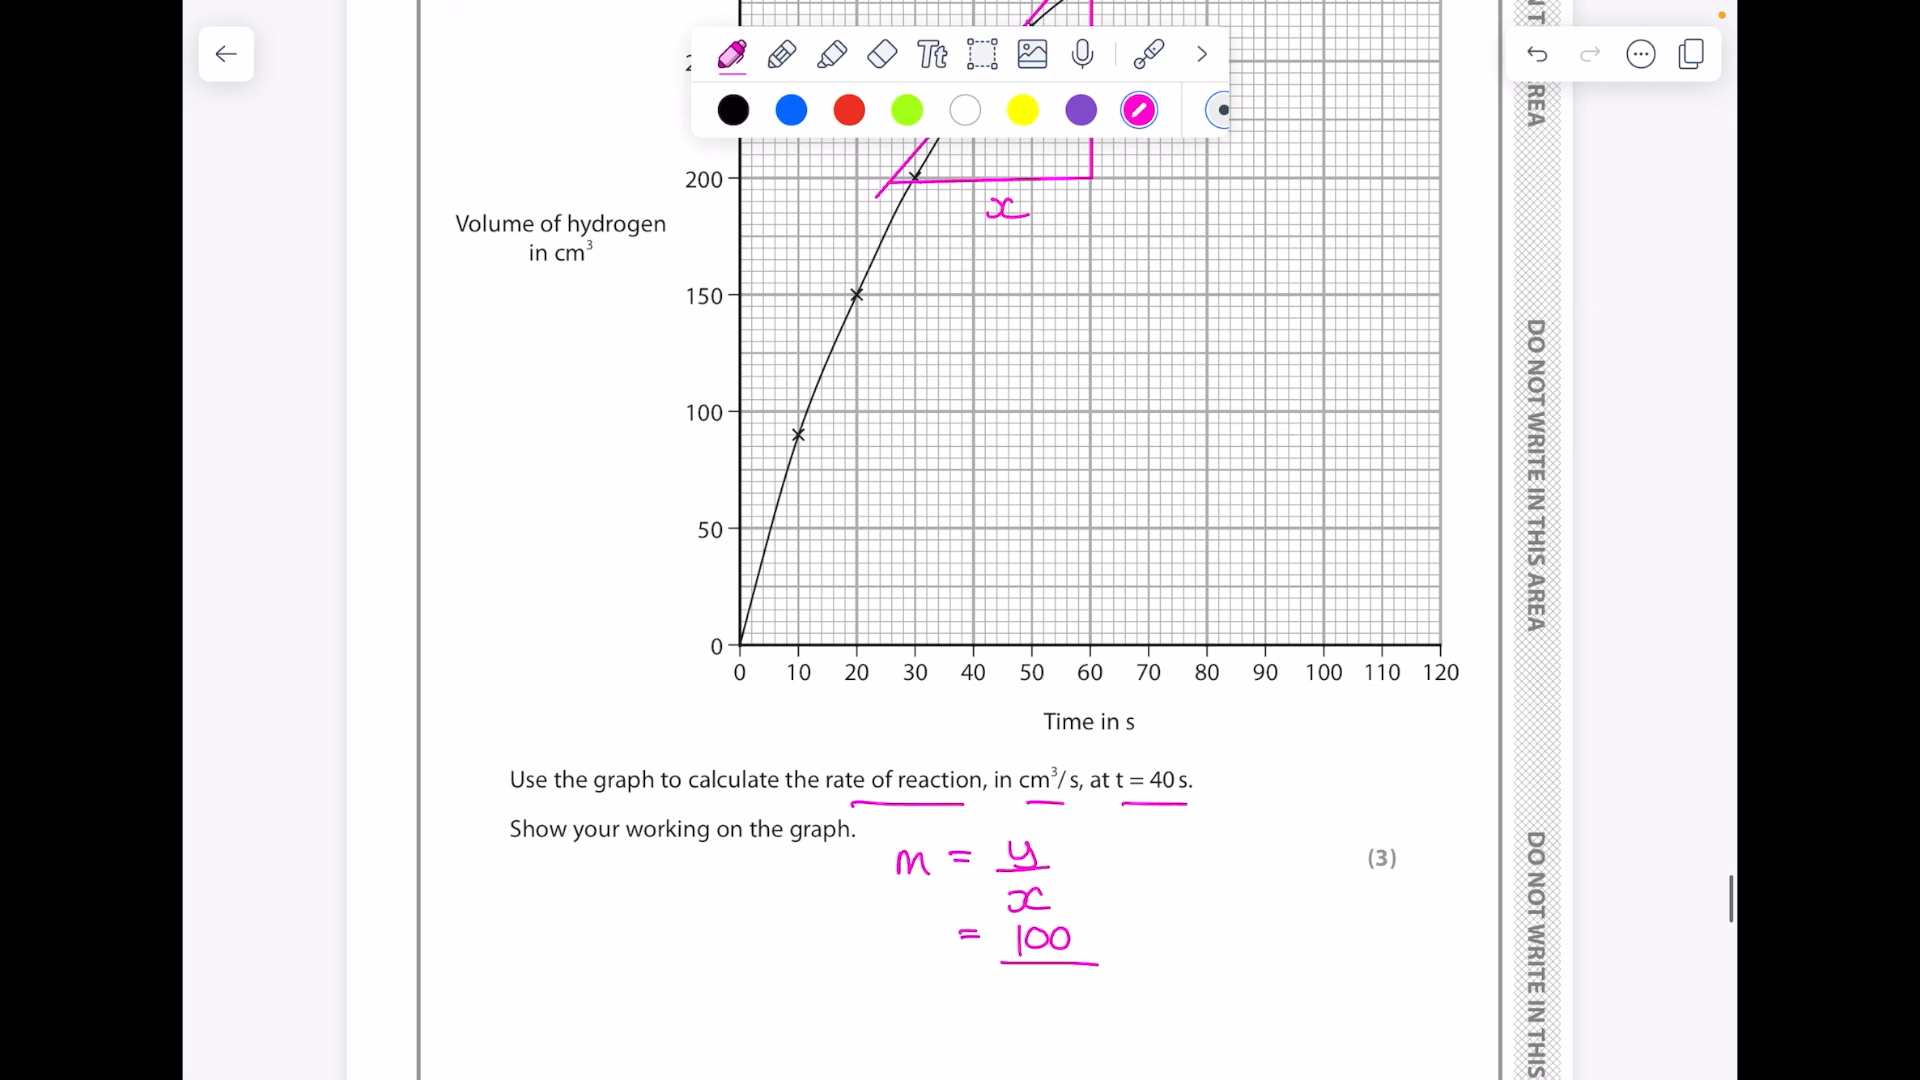 Tt
200
x
Volume of hydrogen
in cm³
150
100
50
0
0 10 20 30 40 50 60 70 80 90 100 110 120
Time in s
Use the graph to calculate the rate of reaction, in cm³/s, at t = 40 s.
Show your working on the graph.
(3)
m = y
x
= 100
AREA
DO NOT WRITE IN THIS AREA
DO NOT WRITE IN THIS